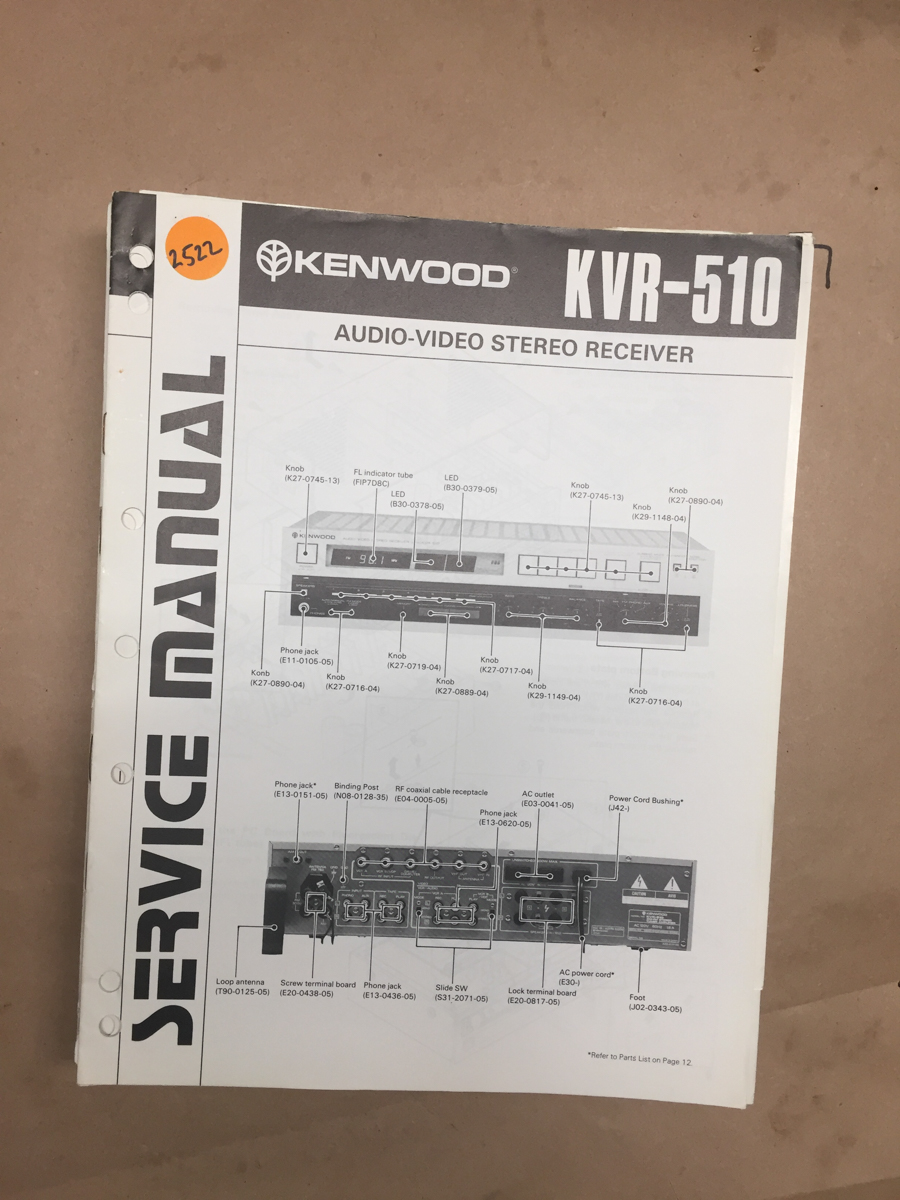 2522
KENWOOD®
KVR-510
AUDIO-VIDEO STEREO RECEIVER
SERVICE MANUAL
Knob
(K27-0745-13)
FL indicator tube
(FIP7D8C)
LED
(B30-0378-05)
LED
(B30-0379-05)
Knob
(K27-0745-13)
Knob
(K29-1148-04)
Knob
(K27-0890-04)
KENWOOD
Konb
(K27-0890-04)
Phone jack
(E11-0105-05)
Knob
(K27-0716-04)
Knob
(K27-0719-04)
Knob
(K27-0889-04)
Knob
(K27-0717-04)
Knob
(K29-1149-04)
Knob
(K27-0716-04)
Phone jack*
(E13-0151-05)
Binding Post
(N08-0128-35)
RF coaxial cable receptacle
(E04-0005-05)
Phone jack
(E13-0620-05)
AC outlet
(E03-0041-05)
Power Cord Bushing*
(J42-)
CAUTION
Loop antenna
(T90-0125-05)
Screw terminal board
(E20-0438-05)
Phone jack
(E13-0436-05)
Slide SW
(S31-2071-05)
Lock terminal board
(E20-0817-05)
AC power cord*
(E30-)
Foot
(J02-0343-05)
*Refer to Parts List on Page 12.